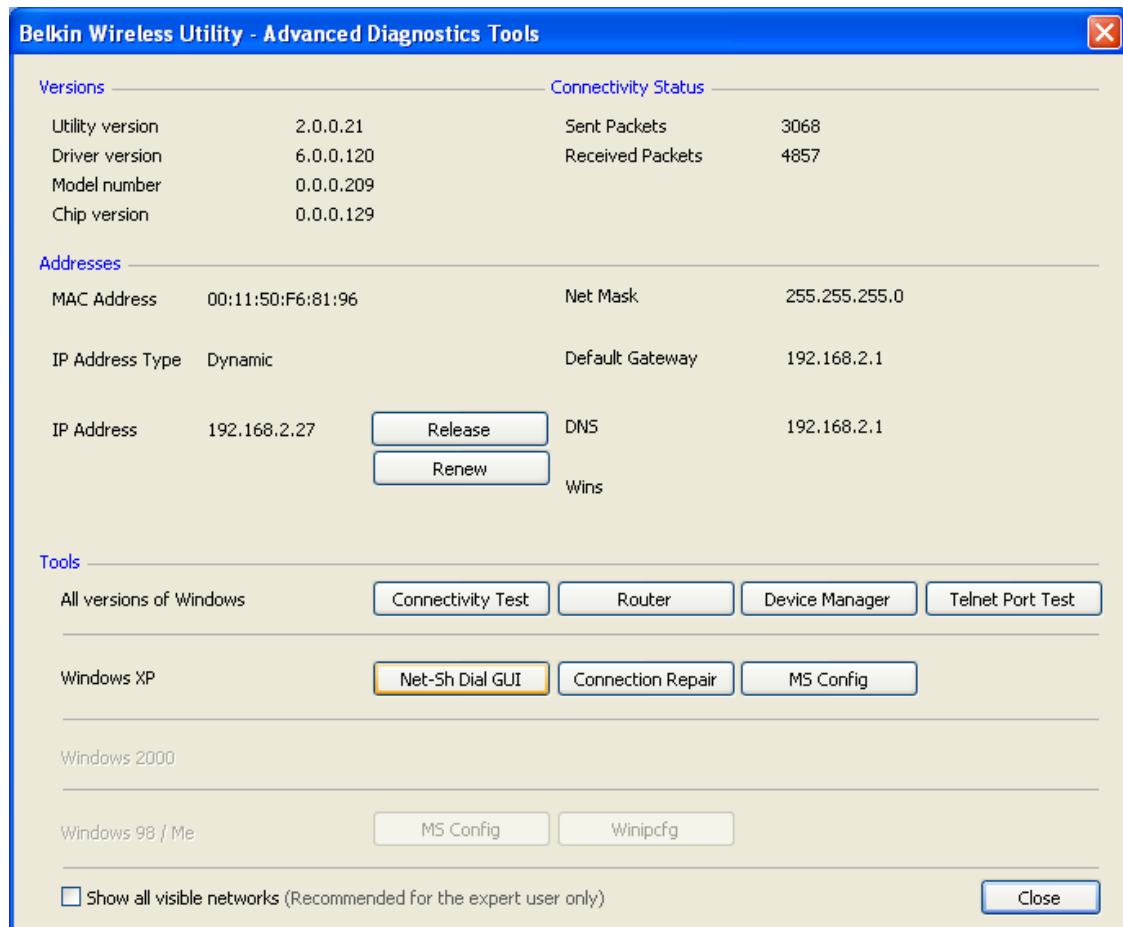 Belkin Wireless Utility - Advanced Diagnostics Tools
Versions
Utility version 2.0.0.21
Driver version 6.0.0.120
Model number 0.0.0.209
Chip version 0.0.0.129
Connectivity Status
Sent Packets 3068
Received Packets 4857
Addresses
MAC Address 00:11:50:F6:81:96
Net Mask 255.255.255.0
IP Address Type Dynamic
Default Gateway 192.168.2.1
IP Address 192.168.2.27 Release
Renew
DNS 192.168.2.1
Wins
Tools
All versions of Windows Connectivity Test Router Device Manager Telnet Port Test
Windows XP Net-Sh Dial GUI Connection Repair MS Config
Windows 2000
Windows 98 / Me MS Config Winipcfg
Show all visible networks (Recommended for the expert user only) Close